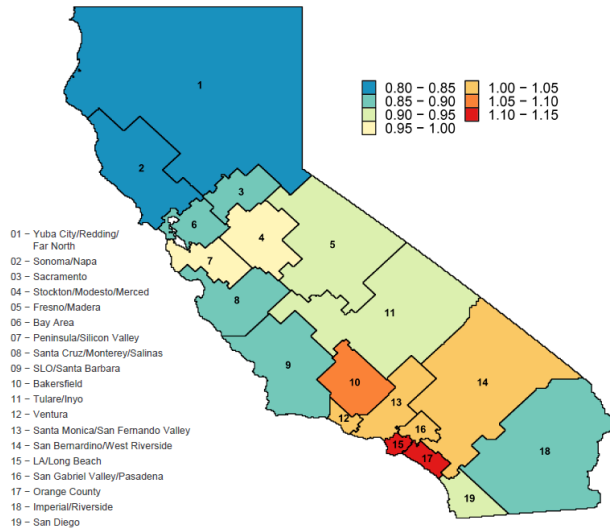 1
0.80 – 0.85
1.00 – 1.05
0.85 – 0.90
1.05 – 1.10
0.90 – 0.95
1.10 – 1.15
0.95 – 1.00
2
3
6
4
5
7
8
11
9
10
12
13
14
16
15
17
18
19
01 – Yuba City/Redding/
Far North
02 – Sonoma/Napa
03 – Sacramento
04 – Stockton/Modesto/Merced
05 – Fresno/Madera
06 – Bay Area
07 – Peninsula/Silicon Valley
08 – Santa Cruz/Monterey/Salinas
09 – SLO/Santa Barbara
10 – Bakersfield
11 – Tulare/Inyo
12 – Ventura
13 – Santa Monica/San Fernando Valley
14 – San Bernardino/West Riverside
15 – LA/Long Beach
16 – San Gabriel Valley/Pasadena
17 – Orange County
18 – Imperial/Riverside
19 – San Diego